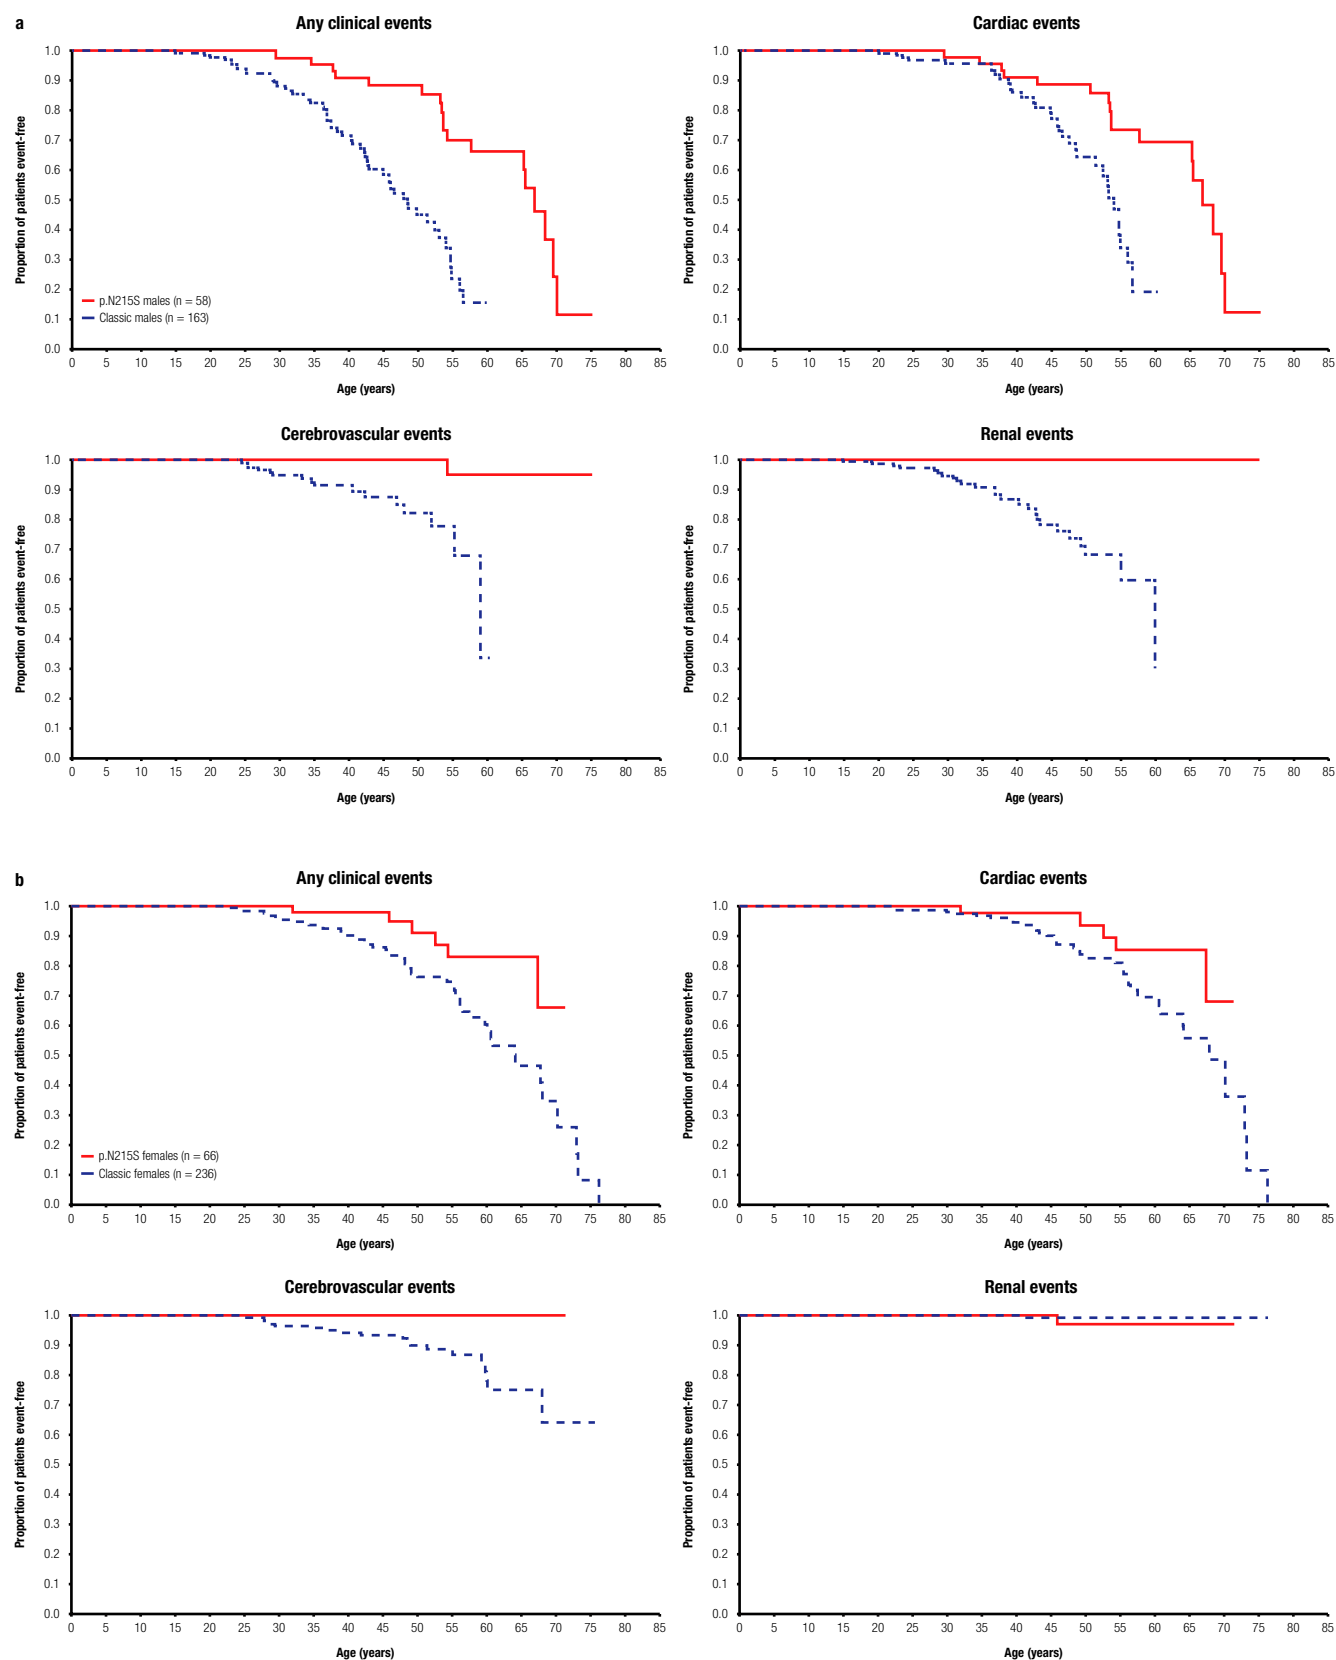 a
Any clinical events
Proportion of patients event-free
1.0
0.9
0.8
0.7
0.6
0.5
0.4
0.3
0.2
0.1
0.0
p.N215S males (n = 58)
Classic males (n = 163)
0 5 10 15 20 25 30 35 40 45 50 55 60 65 70 75 80 85
Age (years)
Cardiac events
Proportion of patients event-free
1.0
0.9
0.8
0.7
0.6
0.5
0.4
0.3
0.2
0.1
0.0
0 5 10 15 20 25 30 35 40 45 50 55 60 65 70 75 80 85
Age (years)
Cerebrovascular events
Proportion of patients event-free
1.0
0.9
0.8
0.7
0.6
0.5
0.4
0.3
0.2
0.1
0.0
0 5 10 15 20 25 30 35 40 45 50 55 60 65 70 75 80 85
Age (years)
Renal events
Proportion of patients event-free
1.0
0.9
0.8
0.7
0.6
0.5
0.4
0.3
0.2
0.1
0.0
0 5 10 15 20 25 30 35 40 45 50 55 60 65 70 75 80 85
Age (years)
b
Any clinical events
Proportion of patients event-free
1.0
0.9
0.8
0.7
0.6
0.5
0.4
0.3
0.2
0.1
0.0
p.N215S females (n = 66)
Classic females (n = 236)
0 5 10 15 20 25 30 35 40 45 50 55 60 65 70 75 80 85
Age (years)
Cardiac events
Proportion of patients event-free
1.0
0.9
0.8
0.7
0.6
0.5
0.4
0.3
0.2
0.1
0.0
0 5 10 15 20 25 30 35 40 45 50 55 60 65 70 75 80 85
Age (years)
Cerebrovascular events
Proportion of patients event-free
1.0
0.9
0.8
0.7
0.6
0.5
0.4
0.3
0.2
0.1
0.0
0 5 10 15 20 25 30 35 40 45 50 55 60 65 70 75 80 85
Age (years)
Renal events
Proportion of patients event-free
1.0
0.9
0.8
0.7
0.6
0.5
0.4
0.3
0.2
0.1
0.0
0 5 10 15 20 25 30 35 40 45 50 55 60 65 70 75 80 85
Age (years)